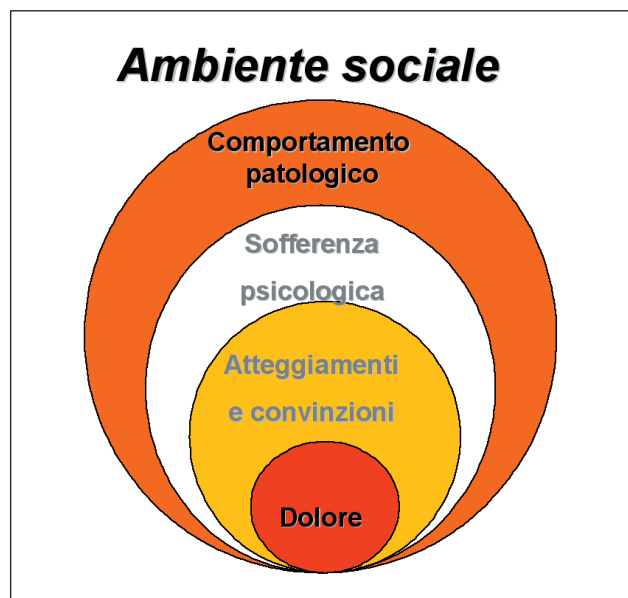 Ambiente sociale
Comportamento
patologico
Sofferenza
psicologica
Atteggiamenti
e convinzioni
Dolore